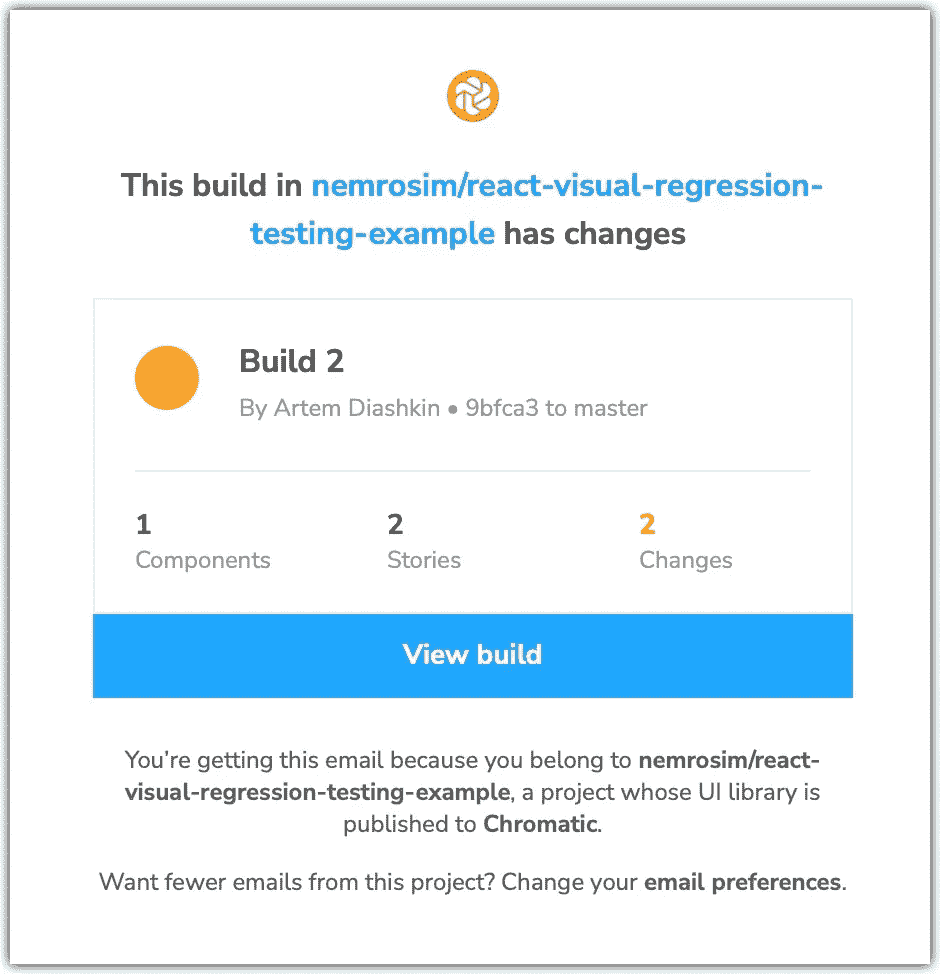 This build in nemrosim/react-visual-regression-
testing-example has changes
Build 2
By Artem Diashkin • 9bfca3 to master
1
Components
2
Stories
2
Changes
View build
You're getting this email because you belong to nemrosim/react-
visual-regression-testing-example, a project whose UI library is
published to Chromatic.
Want fewer emails from this project? Change your email preferences.